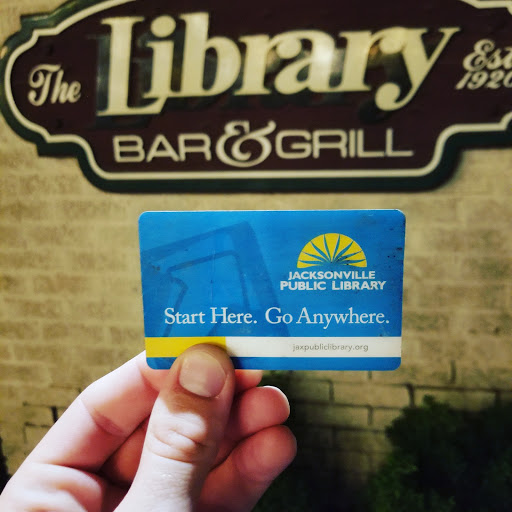 The Library Est.
1920
BAR & GRILL
JACKSONVILLE
PUBLIC LIBRARY
Start Here. Go Anywhere.
jaxpubliclibrary.org